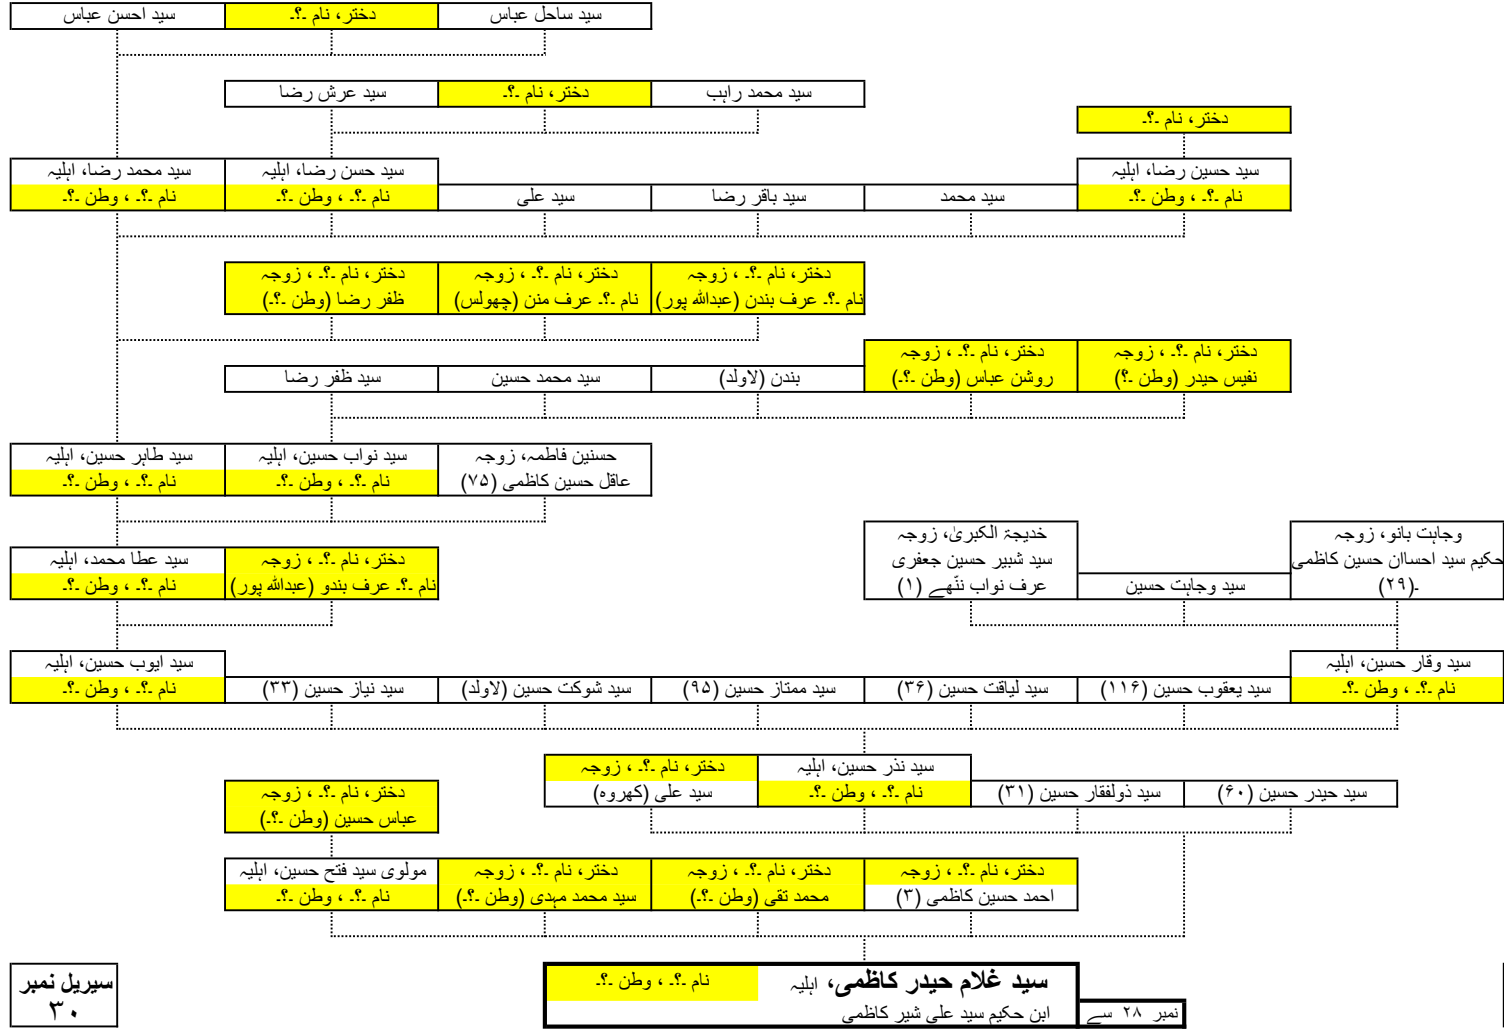 سید ساحل عباس
دختر، نام ـ؟ـ
سید احسن عباس
سید محمد راہب
دختر، نام ـ؟ـ
سید عرش رضا
دختر، نام ـ؟ـ
سید حسین رضا، اہلیہ
نام ـ؟ـ ، وطن ـ؟ـ
سید محمد
سید باقر رضا
سید علی
سید حسن رضا، اہلیہ
نام ـ؟ـ ، وطن ـ؟ـ
سید محمد رضا، اہلیہ
نام ـ؟ـ ، وطن ـ؟ـ
دختر، نام ـ؟ـ ، زوجہ
نام ـ؟ـ عرف بندن (عبداللہ پور)
دختر، نام ـ؟ـ ، زوجہ
نام ـ؟ـ عرف منن (چھولس)
دختر، نام ـ؟ـ ، زوجہ
ظفر رضا (وطن ـ؟ـ)
دختر، نام ـ؟ـ ، زوجہ
نفیس حیدر (وطن ـ؟)
دختر، نام ـ؟ـ ، زوجہ
روشن عباس (وطن ـ؟ـ)
بندن (لاولد)
سید محمد حسین
سید ظفر رضا
حسنین فاطمہ، زوجہ
عاقل حسین کاظمی (۷۵)
سید نواب حسین، اہلیہ
نام ـ؟ـ ، وطن ـ؟ـ
سید طاہر حسین، اہلیہ
نام ـ؟ـ ، وطن ـ؟ـ
وجاہت بانو، زوجہ
حکیم سید احساان حسین کاظمی
ـ(۲۹)
سید وجاہت حسین
خدیجۃ الکبریٰ، زوجہ
سید شبیر حسین جعفری
عرف نواب ننّھے (۱)
دختر، نام ـ؟ـ ، زوجہ
نام ـ؟ـ عرف بندو (عبداللہ پور)
سید عطا محمد، اہلیہ
نام ـ؟ـ ، وطن ـ؟ـ
سید وقار حسین، اہلیہ
نام ـ؟ـ ، وطن ـ؟ـ
سید یعقوب حسین (۱۱۶)
سید لیاقت حسین (۳۶)
سید ممتاز حسین (۹۵)
سید شوکت حسین (لاولد)
سید نیاز حسین (۳۳)
سید ایوب حسین، اہلیہ
نام ـ؟ـ ، وطن ـ؟ـ
سید حیدر حسین (۶۰)
سید ذولفقار حسین (۳۱)
سید نذر حسین، اہلیہ
نام ـ؟ـ ، وطن ـ؟ـ
دختر، نام ـ؟ـ ، زوجہ
سید علی (کھروہ)
دختر، نام ـ؟ـ ، زوجہ
عباس حسین (وطن ـ؟ـ)
دختر، نام ـ؟ـ ، زوجہ
احمد حسین کاظمی (۳)
دختر، نام ـ؟ـ ، زوجہ
محمد تقی (وطن ـ؟ـ)
دختر، نام ـ؟ـ ، زوجہ
سید محمد مہدی (وطن ـ؟ـ)
مولوی سید فتح حسین، اہلیہ
نام ـ؟ـ ، وطن ـ؟ـ
سید غلام حیدر کاظمی، اہلیہ نام ـ؟ـ ، وطن ـ؟ـ
نمبر ۲۸ سے
ابن حکیم سید علی شیر کاظمی
سیریل نمبر
۳۰